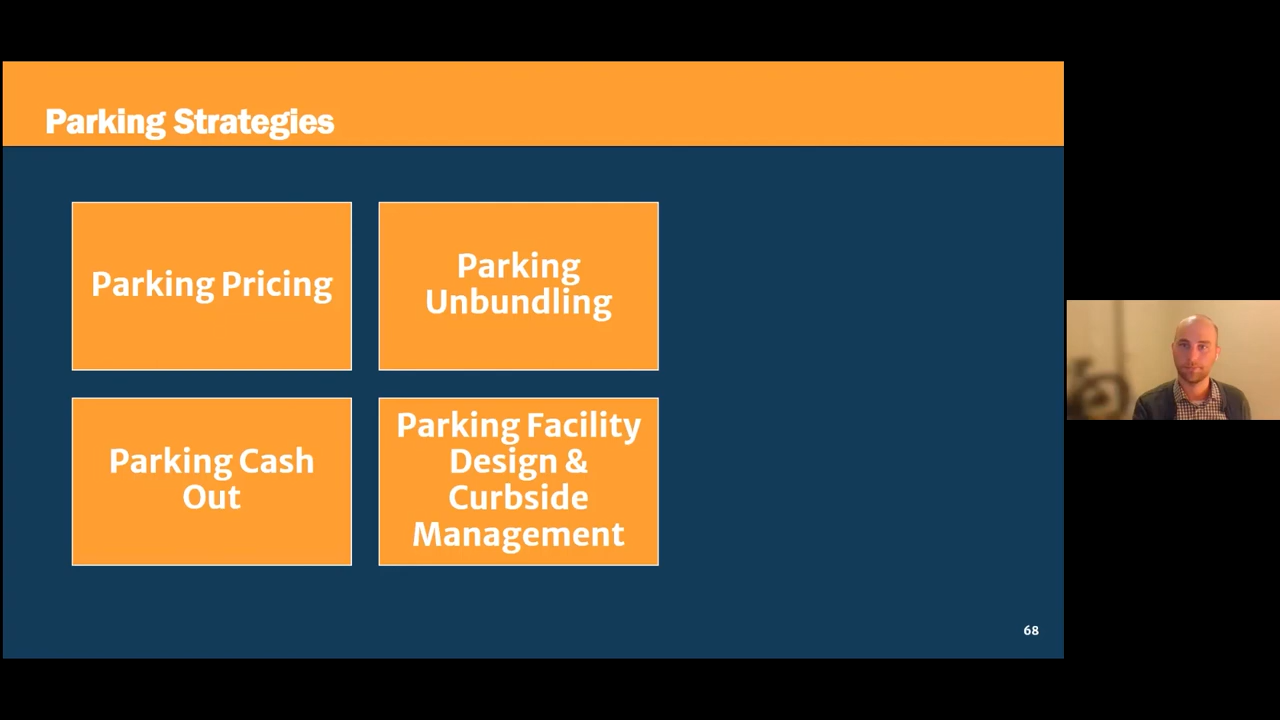 Parking Strategies
Parking Pricing
Parking
Unbundling
Parking Cash
Out
Parking Facility
Design &
Curbside
Management
68